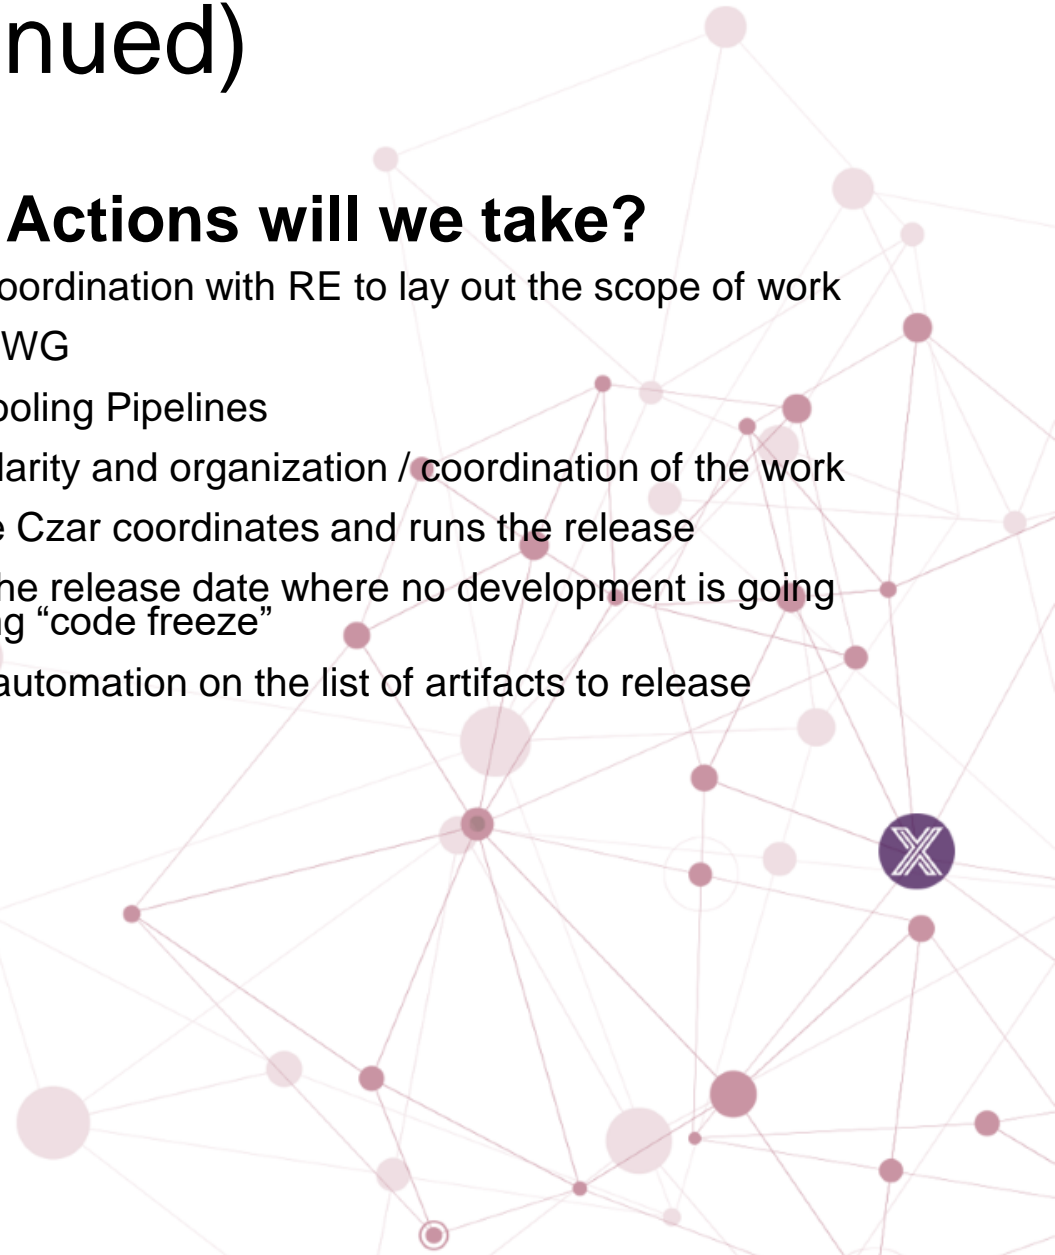 nued)
Actions will we take?
oordination with RE to lay out the scope of work
WG
ooling Pipelines
larity and organization / coordination of the work
e Czar coordinates and runs the release
he release date where no development is going
ng “code freeze”
automation on the list of artifacts to release